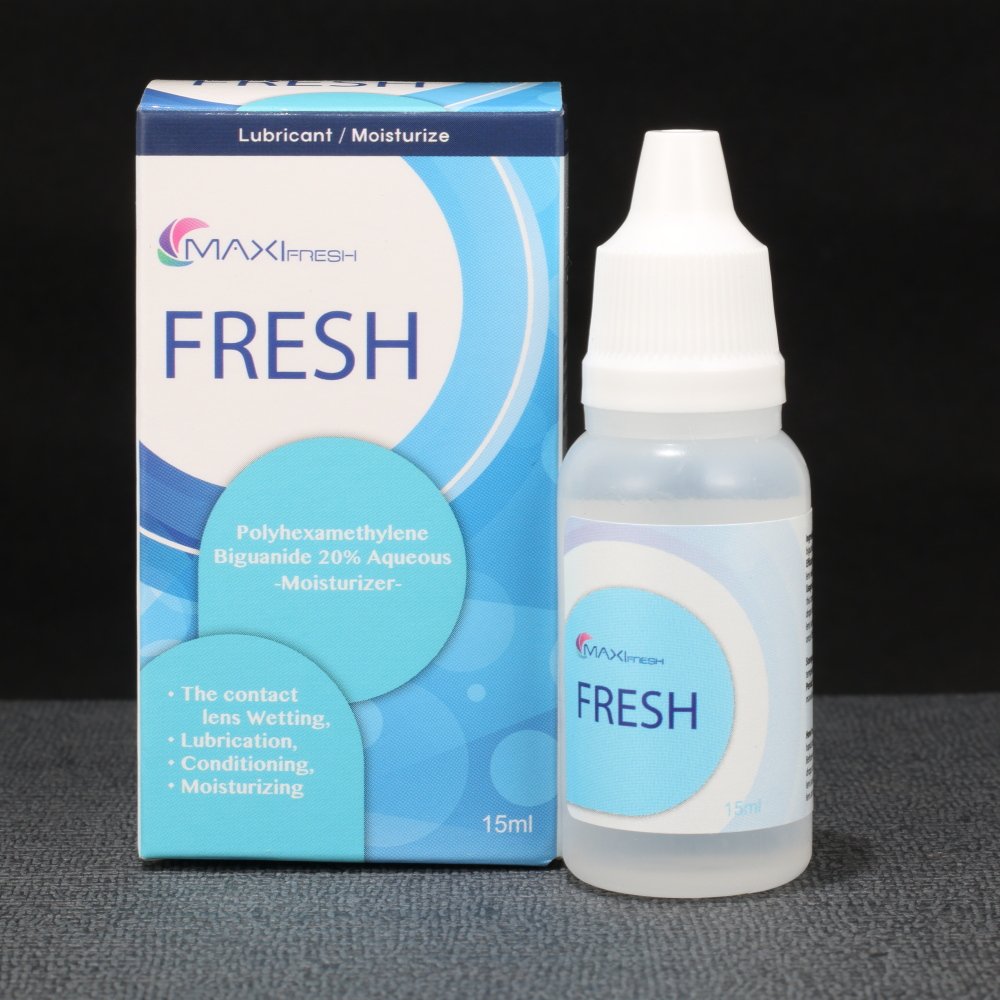 FRESH
Lubricant / Moisturize
MAXIFRESH
FRESH
Polyhexamethylene
Biguanide 20% Aqueous
-Moisturizer-
• The contact
lens Wetting,
• Lubrication,
• Conditioning,
• Moisturizing
15ml
MAXIFRESH
FRESH
15ml